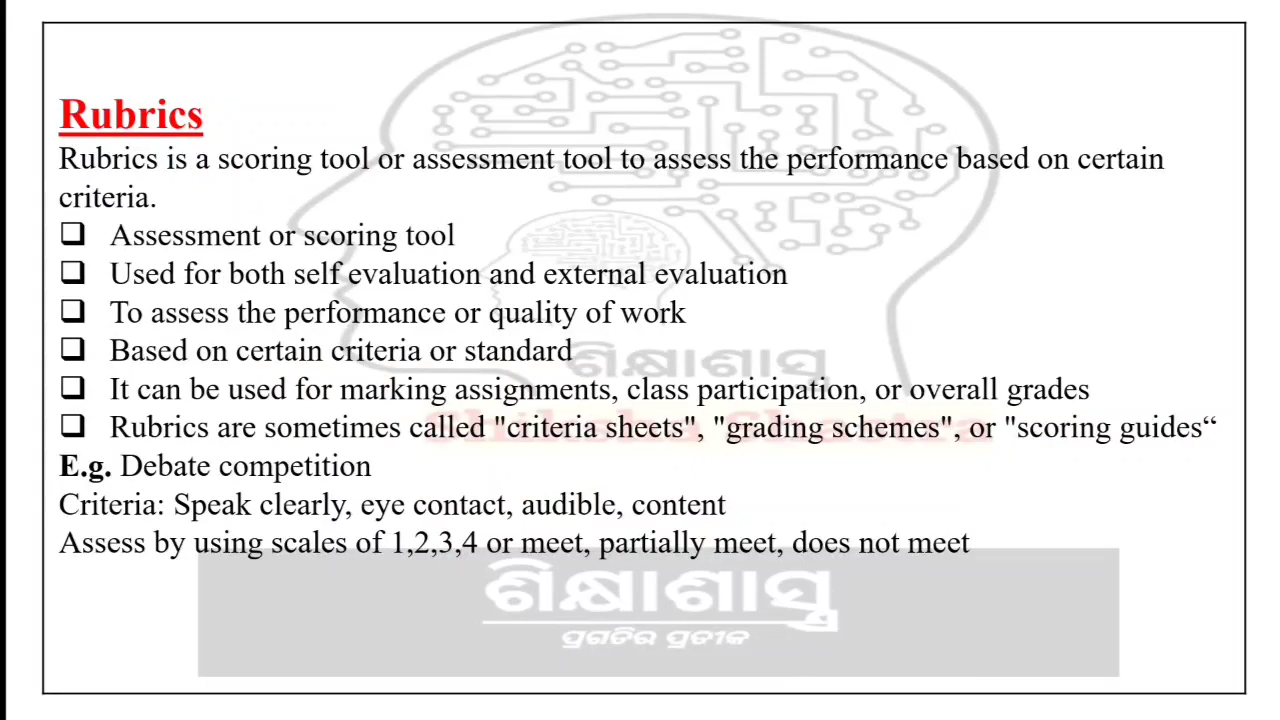 Rubrics
Rubrics is a scoring tool or assessment tool to assess the performance based on certain
criteria.
❑ Assessment or scoring tool
❑ Used for both self evaluation and external evaluation
❑ To assess the performance or quality of work
❑ Based on certain criteria or standard
ଶିକ୍ଷାଶାସ୍ତ୍ର
❑ It can be used for marking assignments, class participation, or overall grades
❑ Rubrics are sometimes called "criteria sheets", "grading schemes", or "scoring guides“
E.g. Debate competition
Criteria: Speak clearly, eye contact, audible, content
Assess by using scales of 1,2,3,4 or meet, partially meet, does not meet
ଶିକ୍ଷାଶାସ୍ତ୍ର
ପ୍ରଗତିର ପ୍ରତୀକ